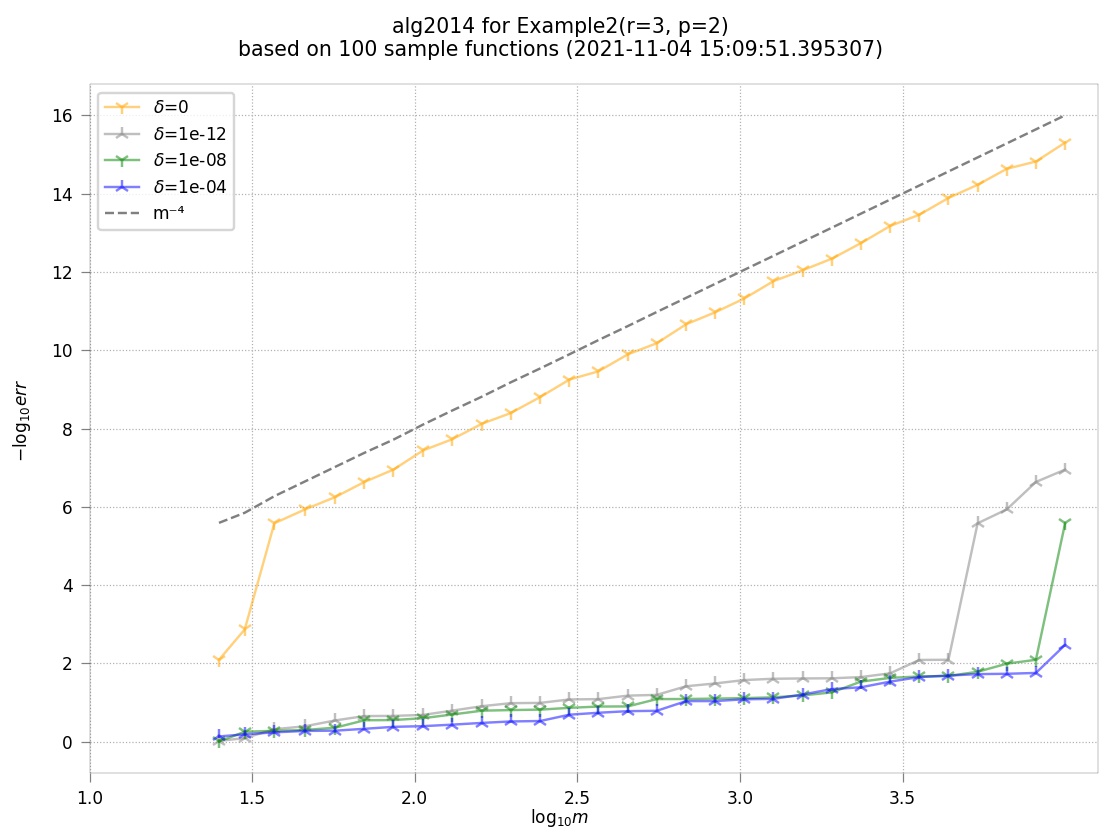 alg2014 for Example2(r=3, p=2)
based on 100 sample functions (2021-11-04 15:09:51.395307)
δ=0
δ=1e-12
δ=1e-08
δ=1e-04
m⁻⁴
16
14
12
10
8
6
4
2
0
−log₁₀err
1.0 1.5 2.0 2.5 3.0 3.5
log₁₀m